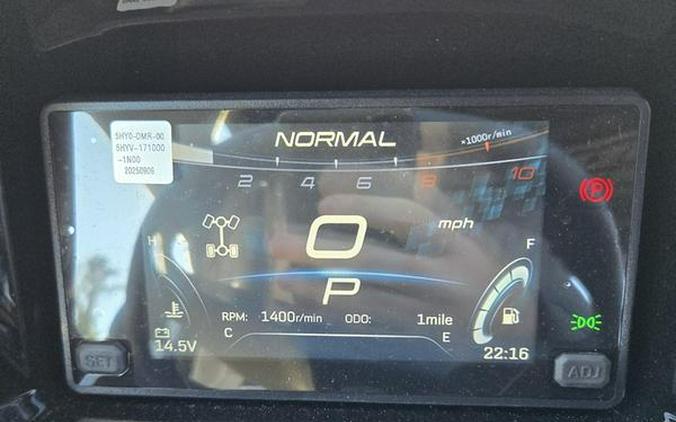 5HY0-DMR-00
5HYV-171000
-1N00
20250906
NORMAL
×1000r/min
2 4 6 8 10
0 mph
P
H
F
RPM: 1400r/min ODO: 1mile
C E
14.5V
22:16
SET
ADJ
P